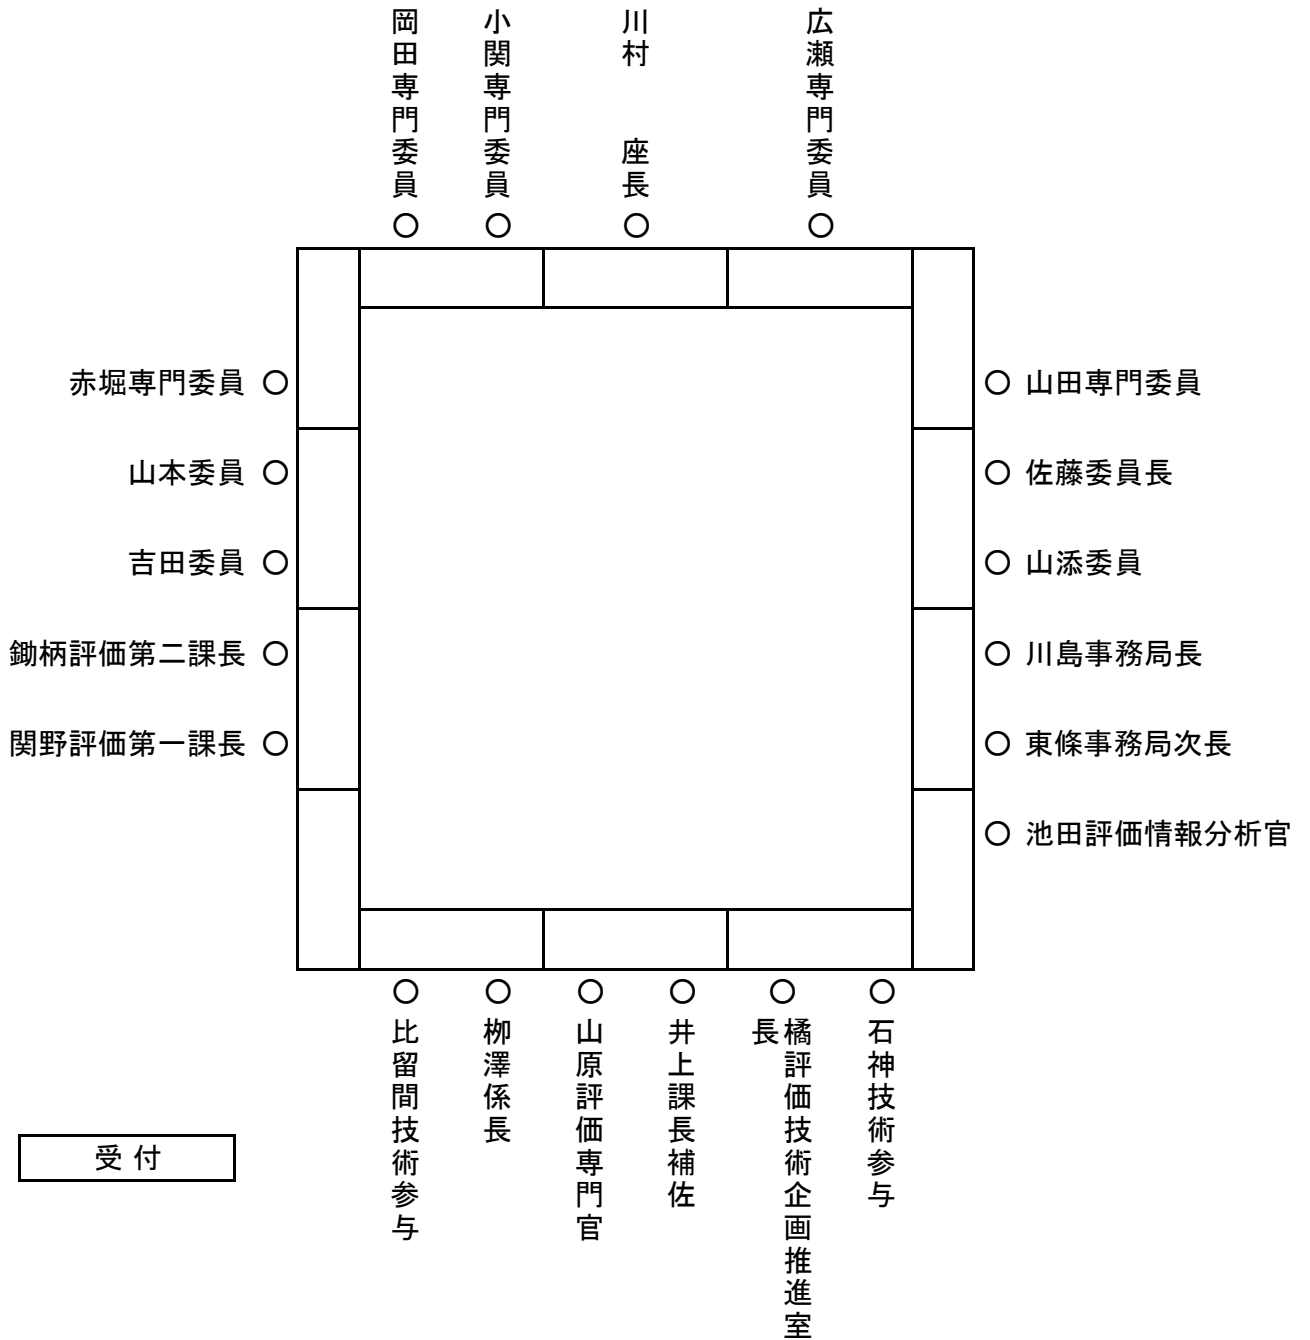 岡田専門委員
小関専門委員
川村　座長
広瀬専門委員
赤堀専門委員
山本委員
吉田委員
鋤柄評価第二課長
関野評価第一課長
山田専門委員
佐藤委員長
山添委員
川島事務局長
東條事務局次長
池田評価情報分析官
比留間技術参与
栁澤係長
山原評価専門官
井上課長補佐
橘評価技術企画推進室
長
石神技術参与
受付